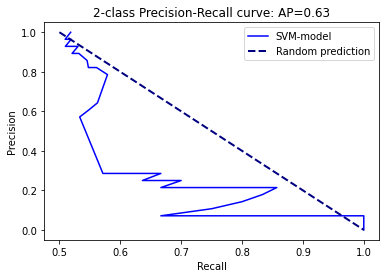 2-class Precision-Recall curve: AP=0.63
SVM-model
Random prediction
Precision
1.0
0.8
0.6
0.4
0.2
0.0
0.5 0.6 0.7 0.8 0.9 1.0
Recall